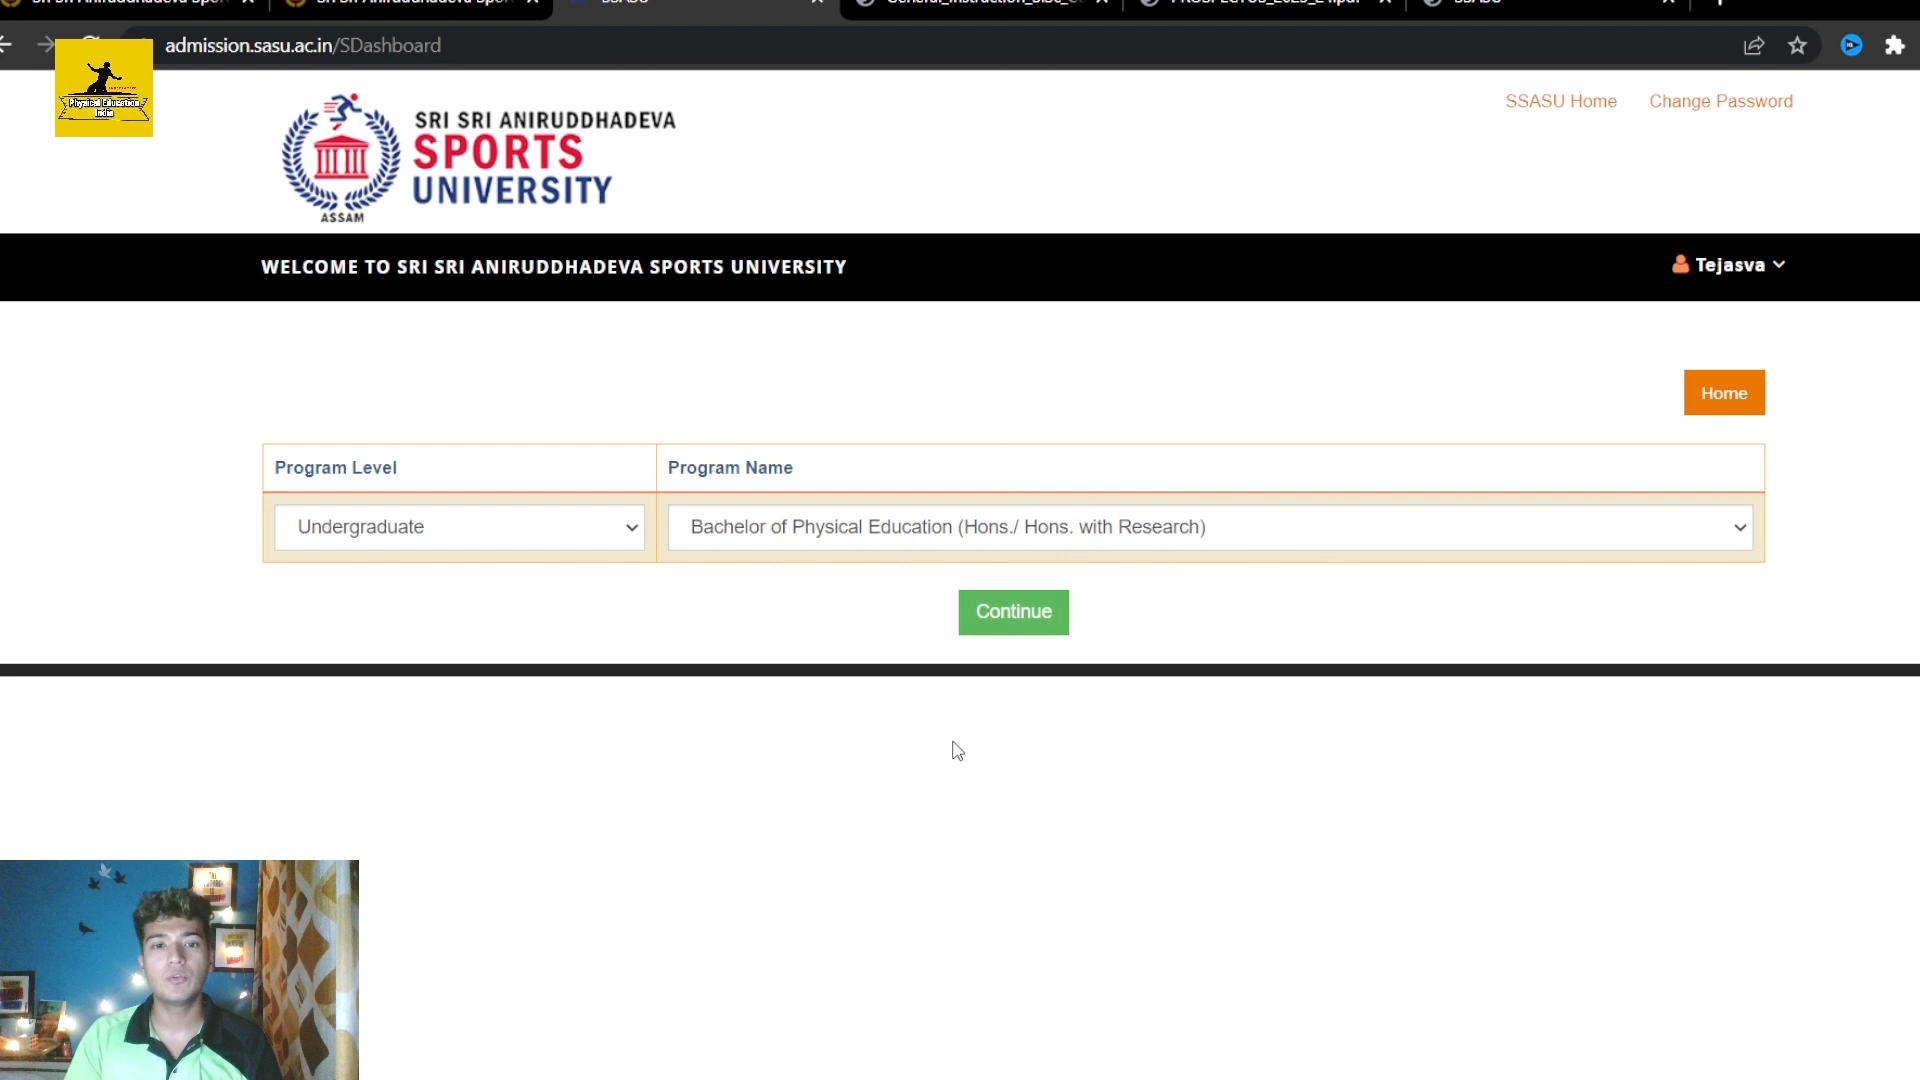 admission.sasu.ac.in/SDashboard
Physical Education
India
SRI SRI ANIRUDDHADEVA
SPORTS
UNIVERSITY
ASSAM
SSASU Home
Change Password
WELCOME TO SRI SRI ANIRUDDHADEVA SPORTS UNIVERSITY
Tejasva
Home
Program Level
Program Name
Undergraduate
Bachelor of Physical Education (Hons./ Hons. with Research)
Continue